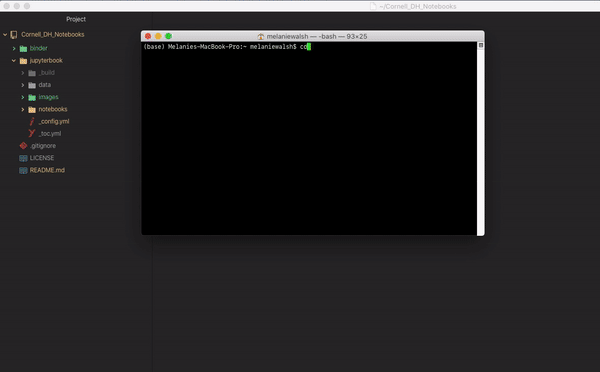 ~/Cornell_DH_Notebooks
Project
Cornell_DH_Notebooks
binder
jupyterbook
_build
data
images
notebooks
_config.yml
_toc.yml
.gitignore
LICENSE
README.md
melaniewalsh — -bash — 93×25
(base) Melanies-MacBook-Pro:~ melaniewalsh$ co